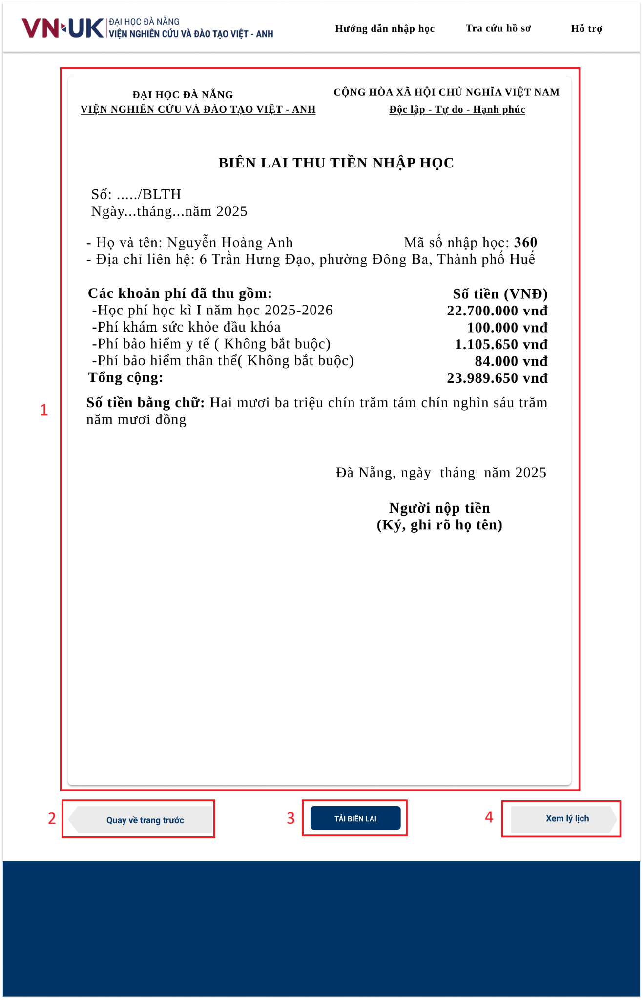 VN UK ĐẠI HỌC ĐÀ NẴNG
VIỆN NGHIÊN CỨU VÀ ĐÀO TẠO VIỆT - ANH
Hướng dẫn nhập học Tra cứu hồ sơ Hỗ trợ
ĐẠI HỌC ĐÀ NẴNG
VIỆN NGHIÊN CỨU VÀ ĐÀO TẠO VIỆT - ANH
CỘNG HÒA XÃ HỘI CHỦ NGHĨA VIỆT NAM
Độc lập - Tự do - Hạnh phúc
BIÊN LAI THU TIỀN NHẬP HỌC
Số: ...../BLTH
Ngày...tháng...năm 2025
- Họ và tên: Nguyễn Hoàng Anh Mã số nhập học: 360
- Địa chỉ liên hệ: 6 Trần Hưng Đạo, phường Đông Ba, Thành phố Huế
Các khoản phí đã thu gồm: Số tiền (VNĐ)
-Học phí học kì I năm học 2025-2026 22.700.000 vnđ
-Phí khám sức khỏe đầu khóa 100.000 vnđ
-Phí bảo hiểm y tế ( Không bắt buộc) 1.105.650 vnđ
-Phí bảo hiểm thân thể( Không bắt buộc) 84.000 vnđ
Tổng cộng: 23.989.650 vnđ
1
Số tiền bằng chữ: Hai mươi ba triệu chín trăm tám chín nghìn sáu trăm
năm mươi đồng
Đà Nẵng, ngày tháng năm 2025
Người nộp tiền
(Ký, ghi rõ họ tên)
2 Quay về trang trước
3 TẢI BIÊN LAI
4 Xem lý lịch